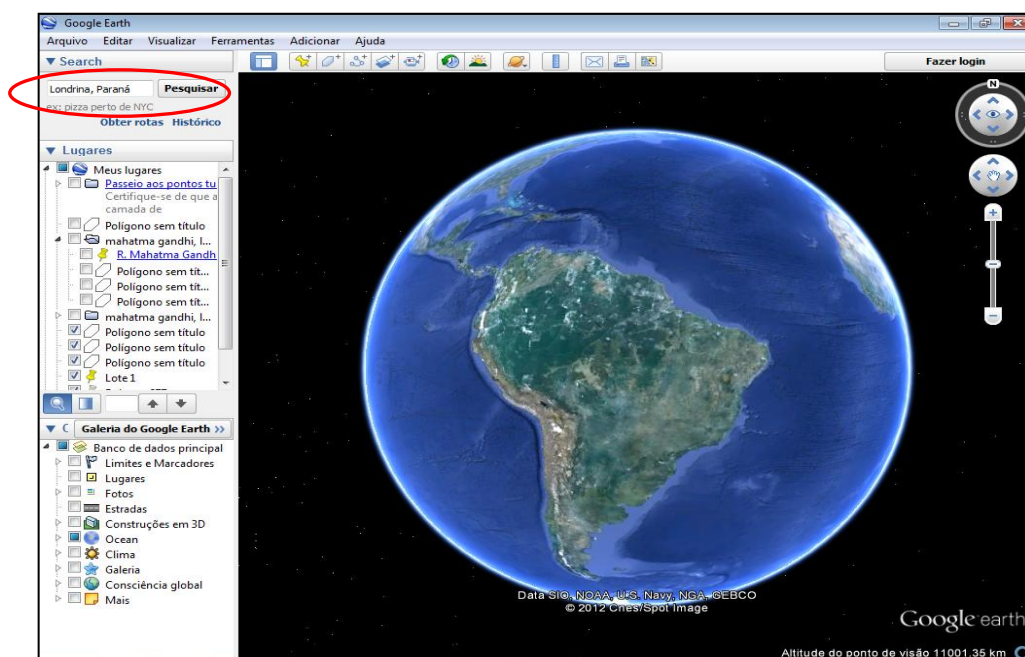 Google Earth
Arquivo Editar Visualizar Ferramentas Adicionar Ajuda
Search
Fazer login
Londrina, Paraná Pesquisar
ex: pizza perto de NYC
Obter rotas Histórico
N
Lugares
Meus lugares
Passeio aos pontos tu
Certifique-se de que a
camada de
Polígono sem título
mahatma gandhi, l...
R. Mahatma Gandh
Polígono sem tít...
Polígono sem tít...
Polígono sem tít...
mahatma gandhi, l...
Polígono sem título
Polígono sem título
Polígono sem título
Lote 1
C Galeria do Google Earth >>
Banco de dados principal
Limites e Marcadores
Lugares
Fotos
Estradas
Construções em 3D
Ocean
Clima
Galeria
Consciência global
Mais
Data SIO, NOAA, U.S. Navy, NGA, GEBCO
© 2012 Cnes/Spot Image
Google earth
Altitude do ponto de visão 11001.35 km